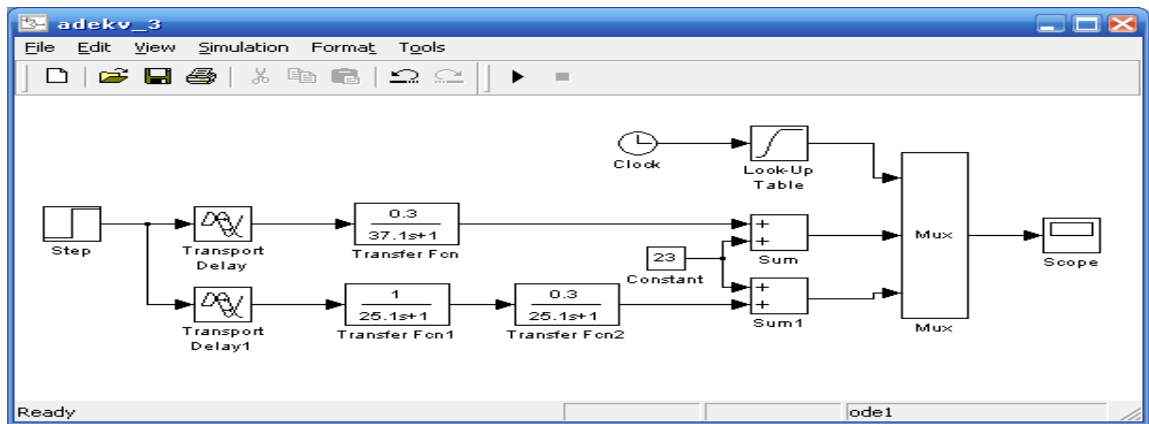 adekv_3
File Edit View Simulation Format Tools
Clock
Look-Up
Table
Step
Transport
Delay
0.3
37.1s+1
Transfer Fcn
23
Constant
Sum
Mux
Scope
Transport
Delay1
1
25.1s+1
Transfer Fcn1
0.3
25.1s+1
Transfer Fcn2
Sum1
Mux
Ready
ode1